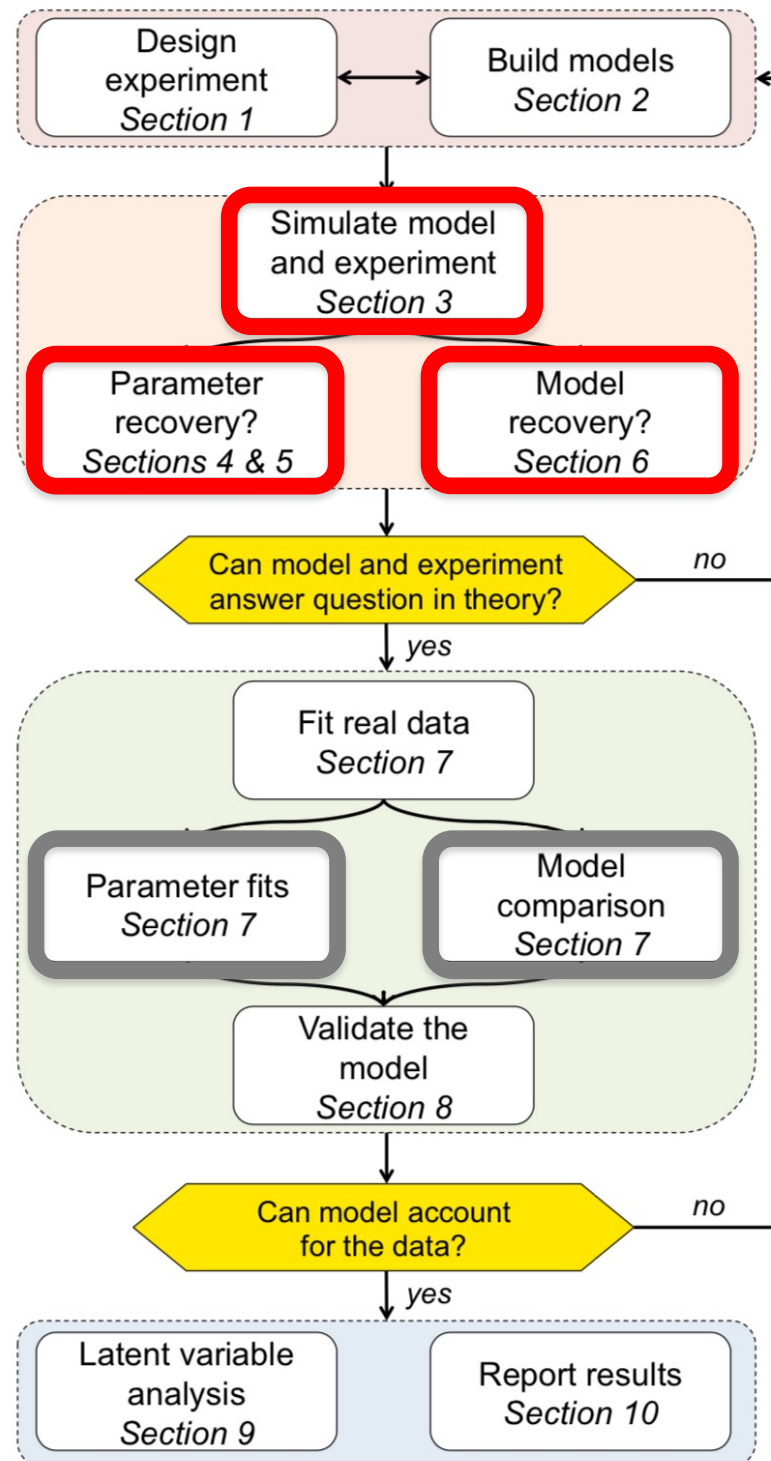 Design
experiment
Section 1
Build models
Section 2
Simulate model
and experiment
Section 3
Parameter
recovery?
Sections 4 & 5
Model
recovery?
Section 6
Can model and experiment
answer question in theory?
no
yes
Fit real data
Section 7
Parameter fits
Section 7
Model
comparison
Section 7
Validate the
model
Section 8
Can model account
for the data?
no
yes
Latent variable
analysis
Section 9
Report results
Section 10